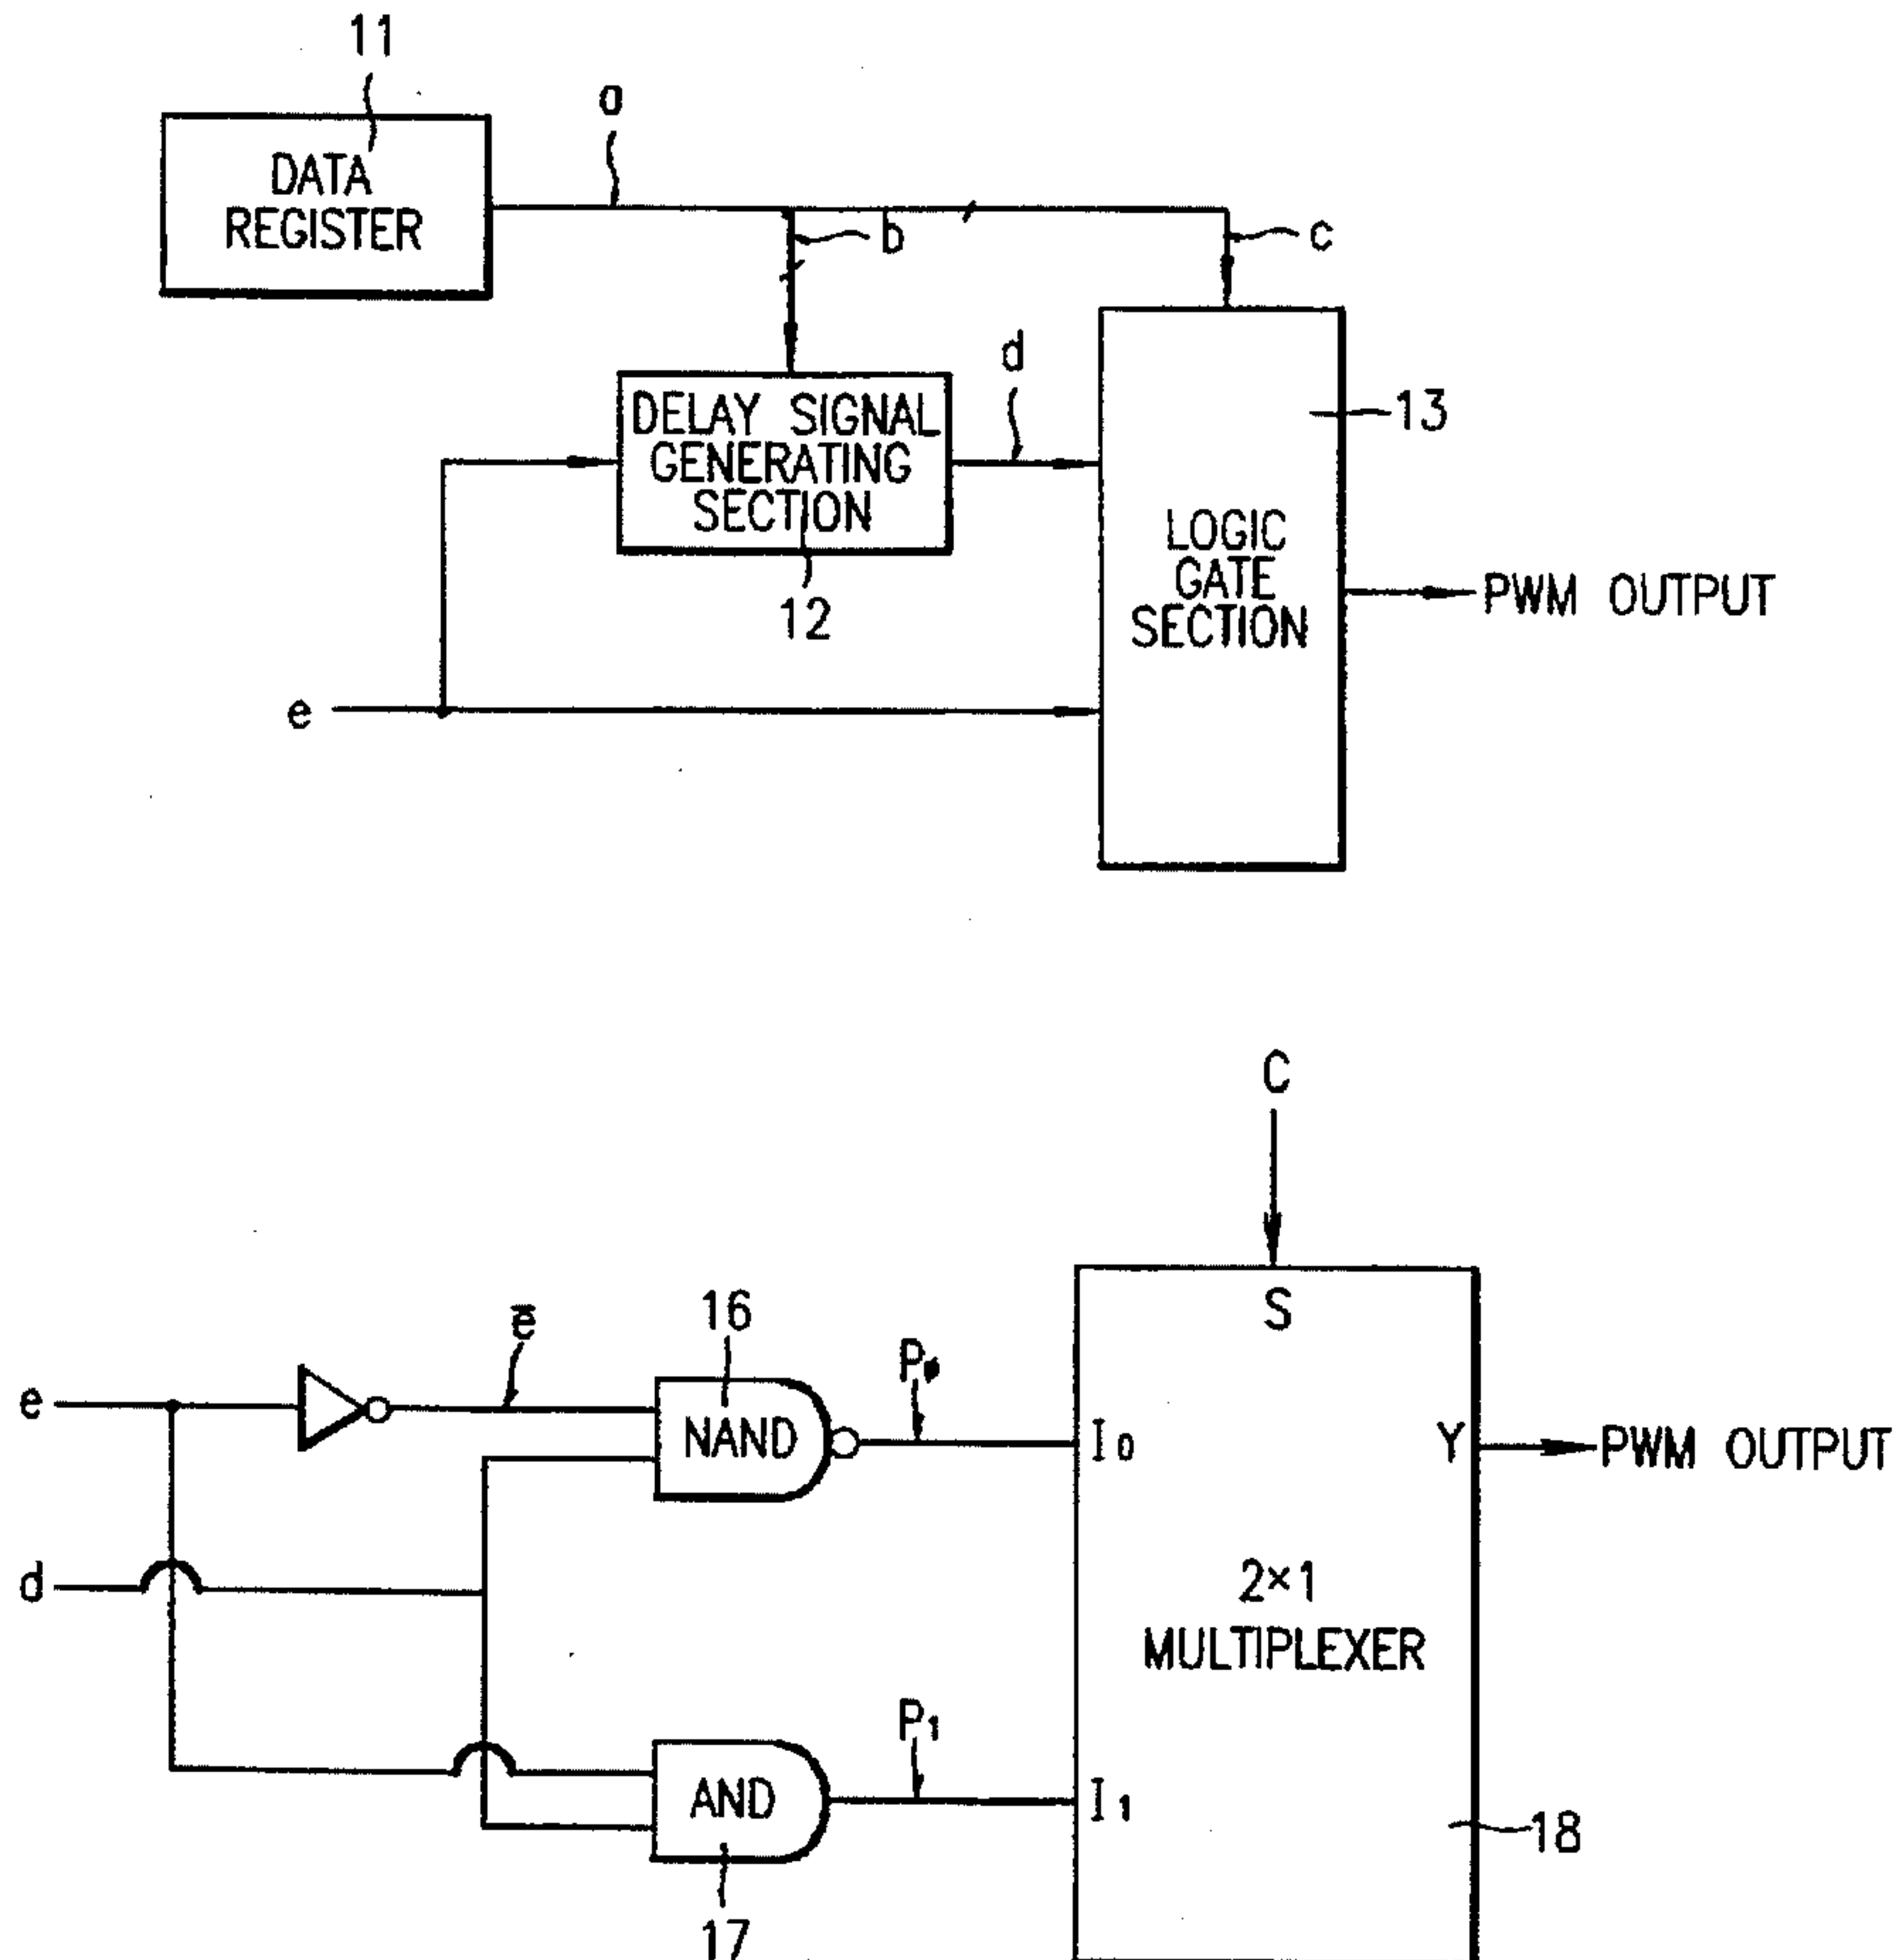 11
DATA
REGISTER
a
b
c
DELAY SIGNAL
GENERATING
SECTION
12
d
13
LOGIC
GATE
SECTION
PWM OUTPUT
e
C
S
e
e̅
16
NAND
P0
I0
Y
PWM OUTPUT
d
2×1
MULTIPLEXER
AND
17
P1
I1
18